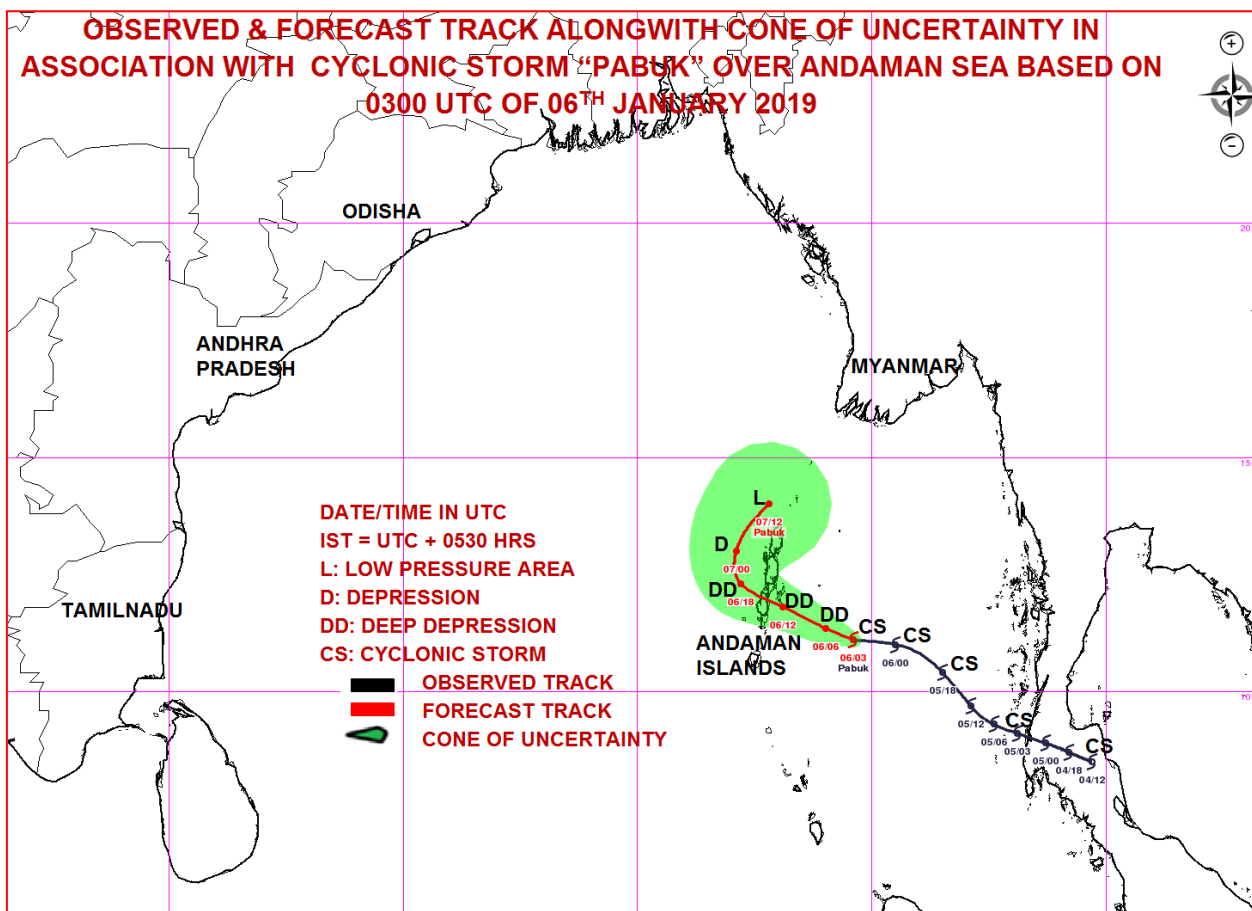 OBSERVED & FORECAST TRACK ALONGWITH CONE OF UNCERTAINTY IN
ASSOCIATION WITH CYCLONIC STORM “PABUK” OVER ANDAMAN SEA BASED ON
0300 UTC OF 06TH JANUARY 2019
ODISHA
20
ANDHRA
PRADESH
MYANMAR
15
L
07/12
Pabuk
DATE/TIME IN UTC
IST = UTC + 0530 HRS
L: LOW PRESSURE AREA
D: DEPRESSION
DD: DEEP DEPRESSION
CS: CYCLONIC STORM
OBSERVED TRACK
FORECAST TRACK
CONE OF UNCERTAINTY
D
07/00
DD
06/18
DD
06/12
DD
06/06
CS
06/03
Pabuk
CS
06/00
TAMILNADU
ANDAMAN
ISLANDS
CS
05/18
10
05/12
05/06
CS
05/03
05/00
04/18
CS
04/12